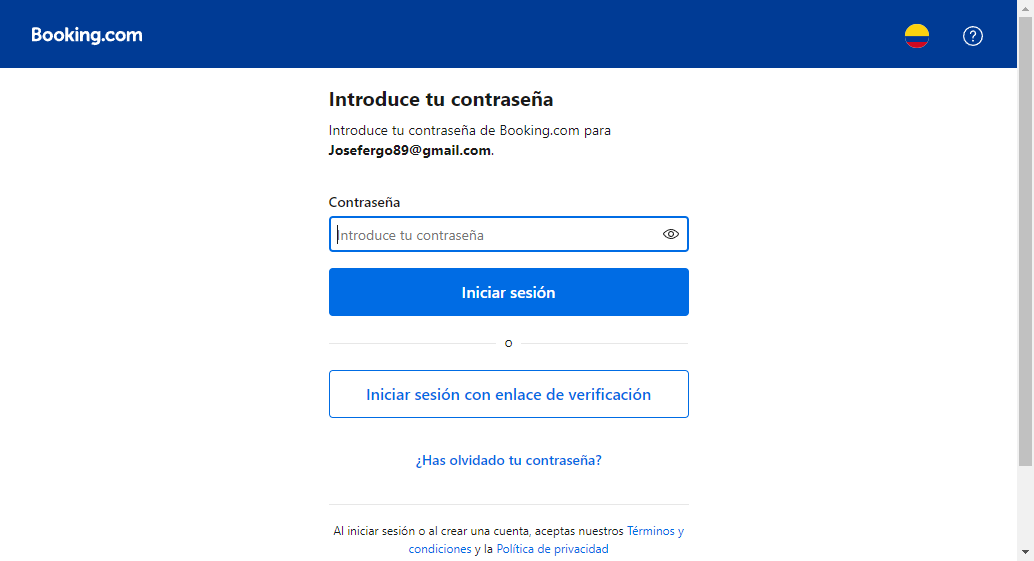 Booking.com
Introduce tu contraseña
Introduce tu contraseña de Booking.com para
Josefergo89@gmail.com.
Contraseña
Introduce tu contraseña
Iniciar sesión
o
Iniciar sesión con enlace de verificación
¿Has olvidado tu contraseña?
Al iniciar sesión o al crear una cuenta, aceptas nuestros Términos y
condiciones y la Política de privacidad